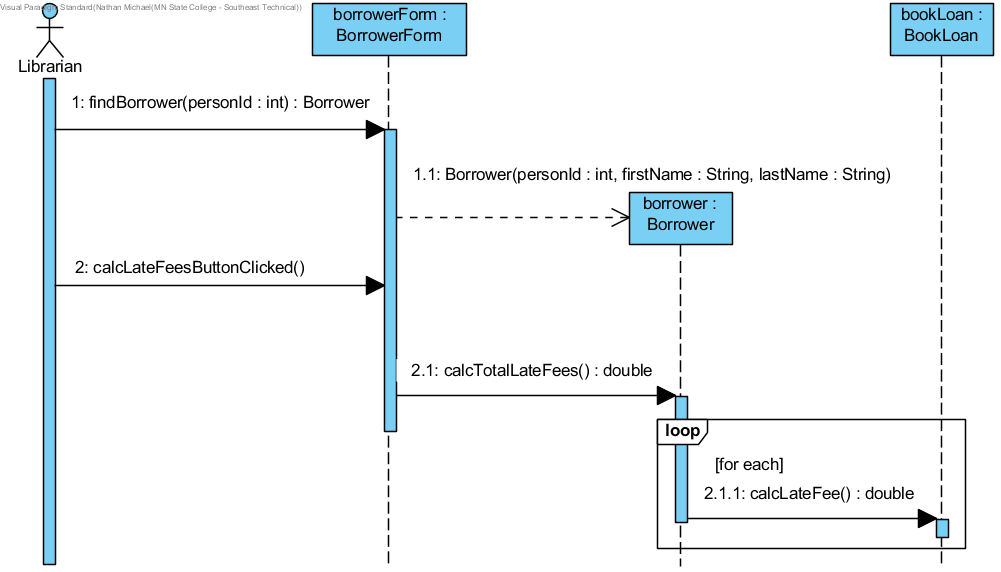 Visual Paradigm Standard(Nathan Michael(MN State College - Southeast Technical))
borrowerForm :
BorrowerForm
bookLoan :
BookLoan
Librarian
1: findBorrower(personId : int) : Borrower
1.1: Borrower(personId : int, firstName : String, lastName : String)
borrower :
Borrower
2: calcLateFeesButtonClicked()
2.1: calcTotalLateFees() : double
loop
[for each]
2.1.1: calcLateFee() : double